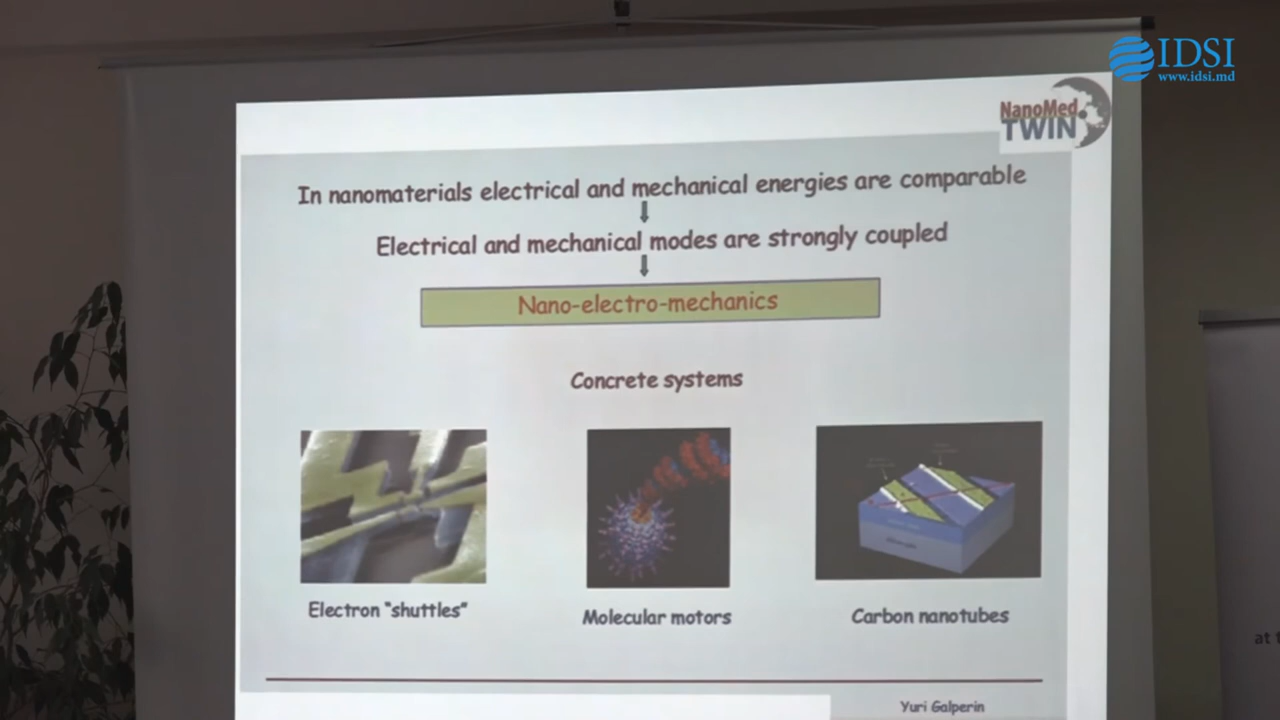 IDSI
www.idsi.md
NanoMed
TWIN
In nanomaterials electrical and mechanical energies are comparable
Electrical and mechanical modes are strongly coupled
Nano-electro-mechanics
Concrete systems
Electron "shuttles"
Molecular motors
Carbon nanotubes
Yuri Galperin
at